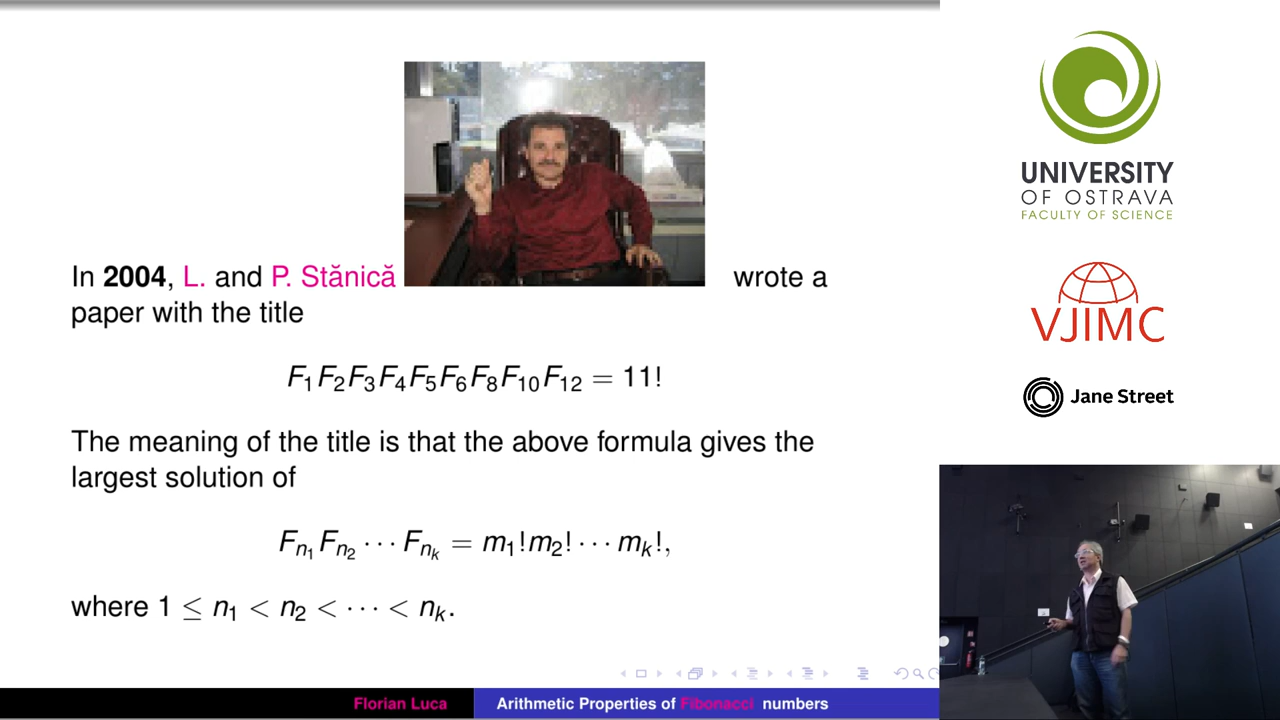 In 2004, L. and P. Stănică wrote a
paper with the title
F₁F₂F₃F₄F₅F₆F₈F₁₀F₁₂ = 11!
The meaning of the title is that the above formula gives the
largest solution of
Fₙ₁Fₙ₂ ⋯ Fₙₖ = m₁!m₂! ⋯ mₖ!,
where 1 ≤ n₁ < n₂ < ⋯ < nₖ.
Florian Luca Arithmetic Properties of Fibonacci numbers
UNIVERSITY
OF OSTRAVA
FACULTY OF SCIENCE
VJIMC
Jane Street